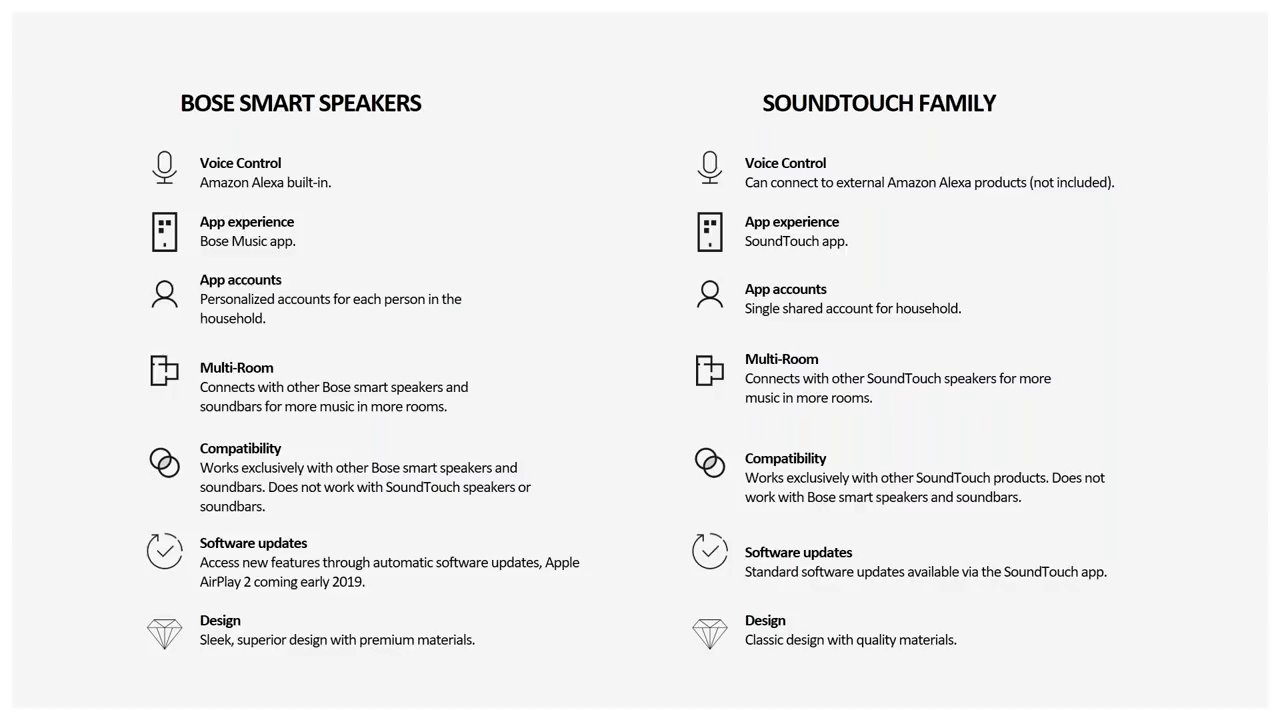 BOSE SMART SPEAKERS
Voice Control
Amazon Alexa built-in.
App experience
Bose Music app.
App accounts
Personalized accounts for each person in the
household.
Multi-Room
Connects with other Bose smart speakers and
soundbars for more music in more rooms.
Compatibility
Works exclusively with other Bose smart speakers and
soundbars. Does not work with SoundTouch speakers or
soundbars.
Software updates
Access new features through automatic software updates, Apple
AirPlay 2 coming early 2019.
Design
Sleek, superior design with premium materials.
SOUNDTOUCH FAMILY
Voice Control
Can connect to external Amazon Alexa products (not included).
App experience
SoundTouch app.
App accounts
Single shared account for household.
Multi-Room
Connects with other SoundTouch speakers for more
music in more rooms.
Compatibility
Works exclusively with other SoundTouch products. Does not
work with Bose smart speakers and soundbars.
Software updates
Standard software updates available via the SoundTouch app.
Design
Classic design with quality materials.